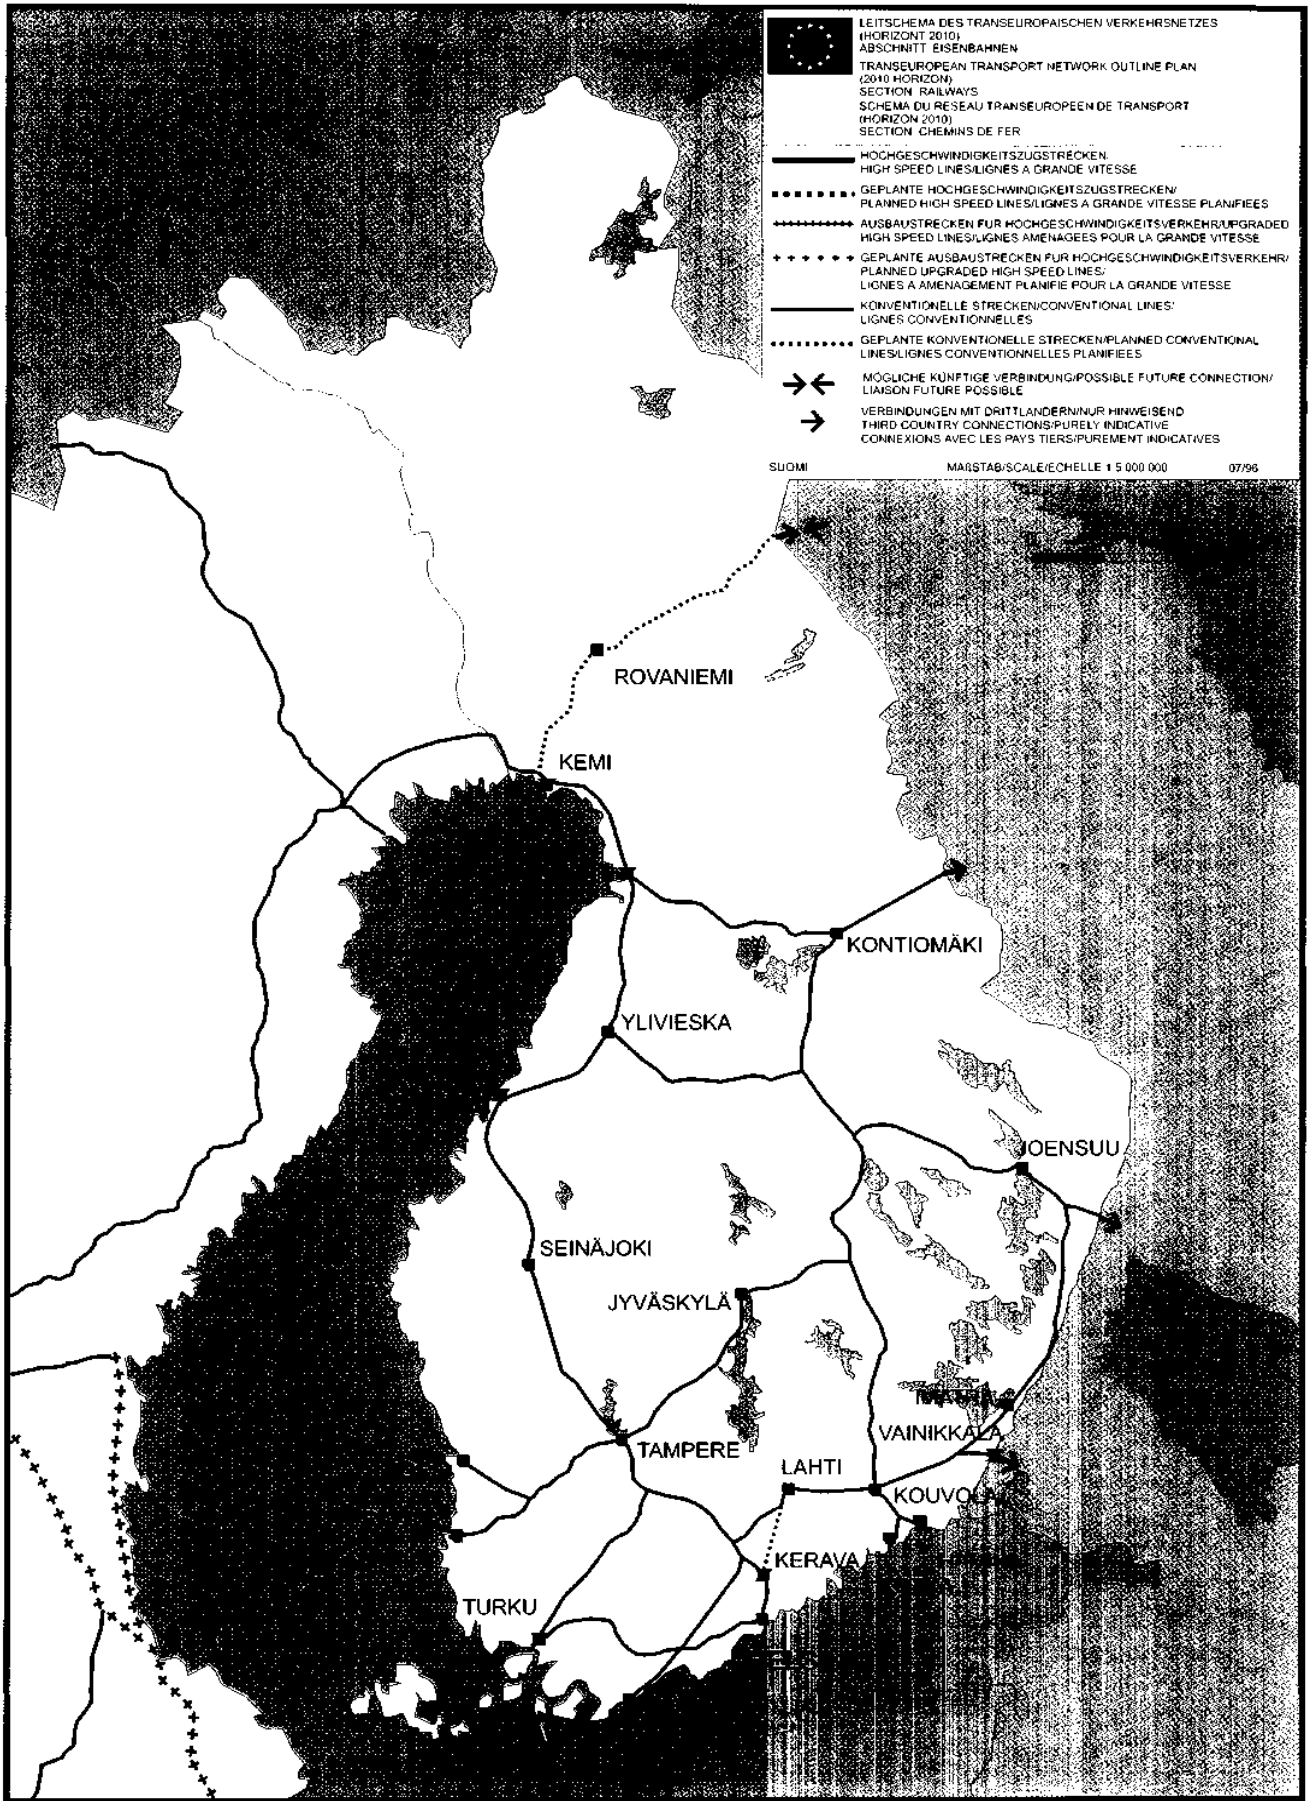 LEITSCHEMA DES TRANSEUROPAISCHEN VERKEHRSNETZES
(HORIZONT 2010)
ABSCHNITT EISENBAHNEN
TRANSEUROPEAN TRANSPORT NETWORK OUTLINE PLAN
(2010 HORIZON)
SECTION RAILWAYS
SCHEMA DU RESEAU TRANSEUROPEEN DE TRANSPORT
(HORIZON 2010)
SECTION CHEMINS DE FER
HOCHGESCHWINDIGKEITSZUGSTRECKEN
HIGH SPEED LINES/LIGNES A GRANDE VITESSE
GEPLANTE HOCHGESCHWINDIGKEITSZUGSTRECKEN/
PLANNED HIGH SPEED LINES/LIGNES A GRANDE VITESSE PLANIFIEES
AUSBAUSTRECKEN FUR HOCHGESCHWINDIGKEITSVERKEHR/UPGRADED
HIGH SPEED LINES/LIGNES AMENAGEES POUR LA GRANDE VITESSE
GEPLANTE AUSBAUSTRECKEN FUR HOCHGESCHWINDIGKEITSVERKEHR/
PLANNED UPGRADED HIGH SPEED LINES/
LIGNES A AMENAGEMENT PLANIFIE POUR LA GRANDE VITESSE
KONVENTIONELLE STRECKEN/CONVENTIONAL LINES/
LIGNES CONVENTIONNELLES
GEPLANTE KONVENTIONELLE STRECKEN/PLANNED CONVENTIONAL
LINES/LIGNES CONVENTIONNELLES PLANIFIEES
MÖGLICHE KÜNFTIGE VERBINDUNG/POSSIBLE FUTURE CONNECTION/
LIAISON FUTURE POSSIBLE
VERBINDUNGEN MIT DRITTLANDERN/NUR HINWEISEND
THIRD COUNTRY CONNECTIONS/PURELY INDICATIVE
CONNEXIONS AVEC LES PAYS TIERS/PUREMENT INDICATIVES
SUOMI MAßSTAB/SCALE/ECHELLE 1 5 000 000 07/96
ROVANIEMI
KEMI
KONTIOMÄKI
YLIVIESKA
JOENSUU
SEINÄJOKI
JYVÄSKYLÄ
VAINIKKALA
TAMPERE
LAHTI
KOUVOLA
KERAVA
TURKU